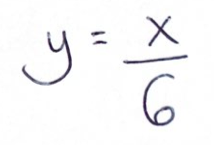 y = x/6